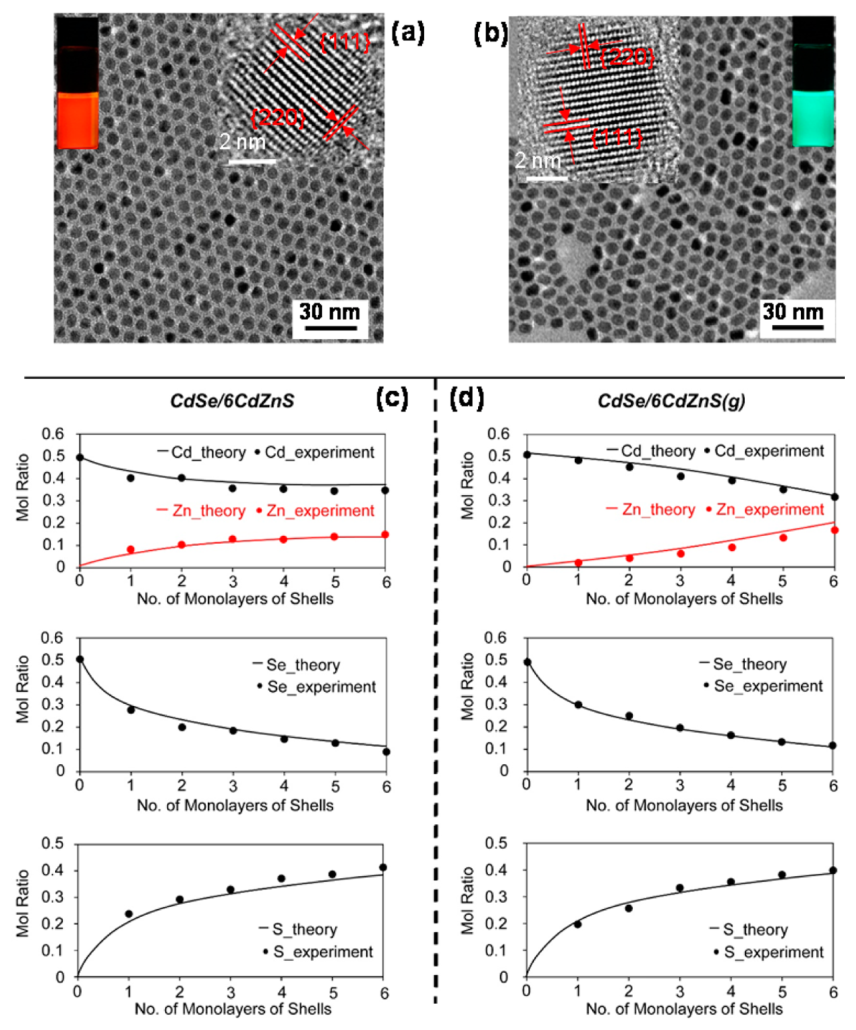 (a)
{111}
{220}
2 nm
30 nm
(b)
{220}
{111}
2 nm
30 nm
CdSe/6CdZnS
(c)
Mol Ratio
0.6
0.5
0.4
0.3
0.2
0.1
0
Cd_theory Cd_experiment
Zn_theory Zn_experiment
0 1 2 3 4 5 6
No. of Monolayers of Shells
Mol Ratio
0.6
0.5
0.4
0.3
0.2
0.1
0
Se_theory
Se_experiment
0 1 2 3 4 5 6
No. of Monolayers of Shells
Mol Ratio
0.5
0.4
0.3
0.2
0.1
0
S_theory
S_experiment
0 1 2 3 4 5 6
No. of Monolayers of Shells
(d)
CdSe/6CdZnS(g)
Mol Ratio
0.6
0.5
0.4
0.3
0.2
0.1
0
Cd_theory Cd_experiment
Zn_theory Zn_experiment
0 1 2 3 4 5 6
No. of Monolayers of Shells
Mol Ratio
0.6
0.5
0.4
0.3
0.2
0.1
0
Se_theory
Se_experiment
0 1 2 3 4 5 6
No. of Monolayers of Shells
Mol Ratio
0.5
0.4
0.3
0.2
0.1
0
S_theory
S_experiment
0 1 2 3 4 5 6
No. of Monolayers of Shells